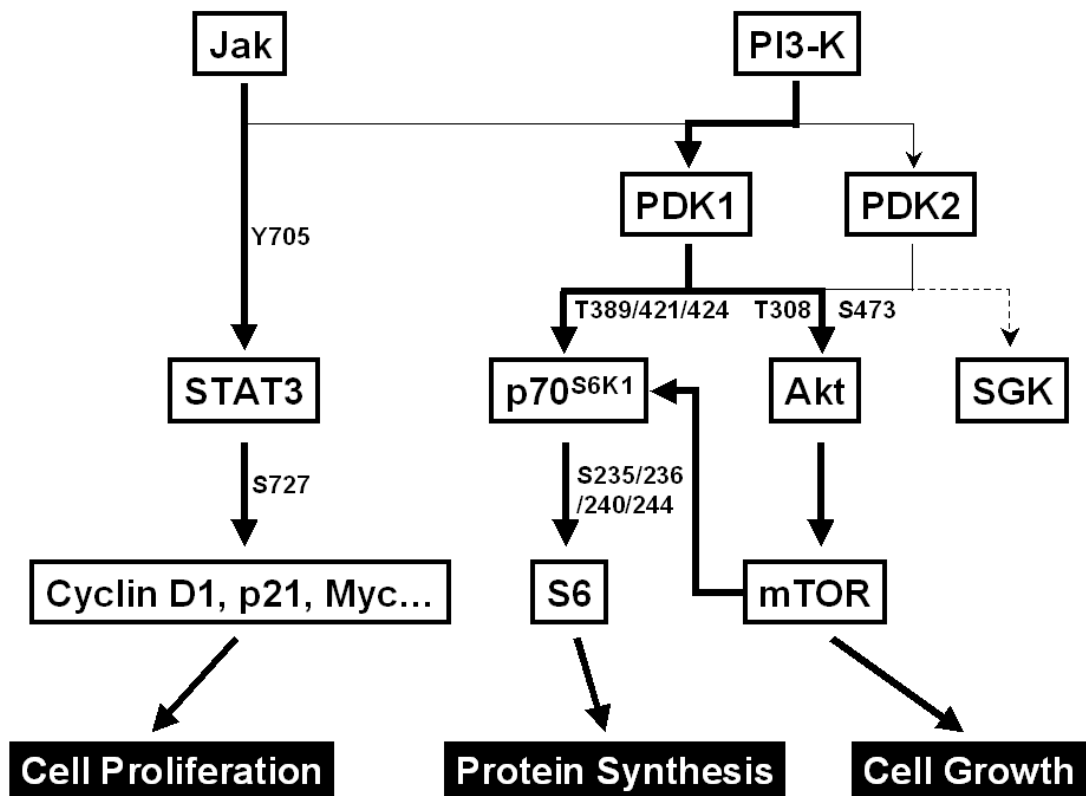 Jak
PI3-K
PDK1
PDK2
Y705
T389/421/424
T308
S473
STAT3
p70S6K1
Akt
SGK
S727
S235/236
/240/244
Cyclin D1, p21, Myc…
S6
mTOR
Cell Proliferation
Protein Synthesis
Cell Growth